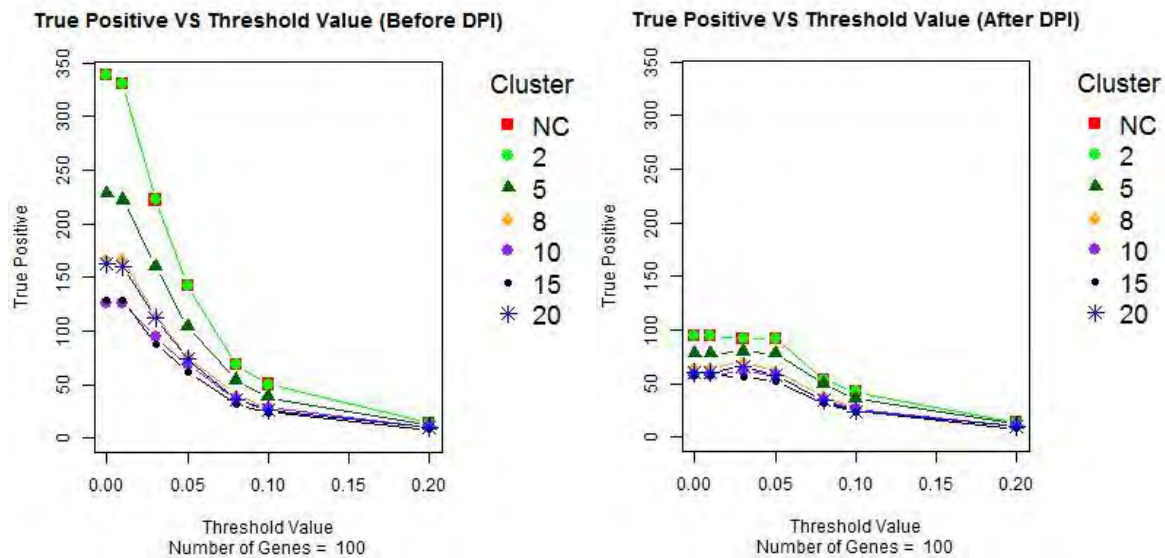 True Positive VS Threshold Value (Before DPI)
True Positive
0 50 100 150 200 250 300 350
0.00 0.05 0.10 0.15 0.20
Threshold Value
Number of Genes = 100
Cluster
NC
2
5
8
10
15
20
True Positive VS Threshold Value (After DPI)
True Positive
0 50 100 150 200 250 300 350
0.00 0.05 0.10 0.15 0.20
Threshold Value
Number of Genes = 100
Cluster
NC
2
5
8
10
15
20